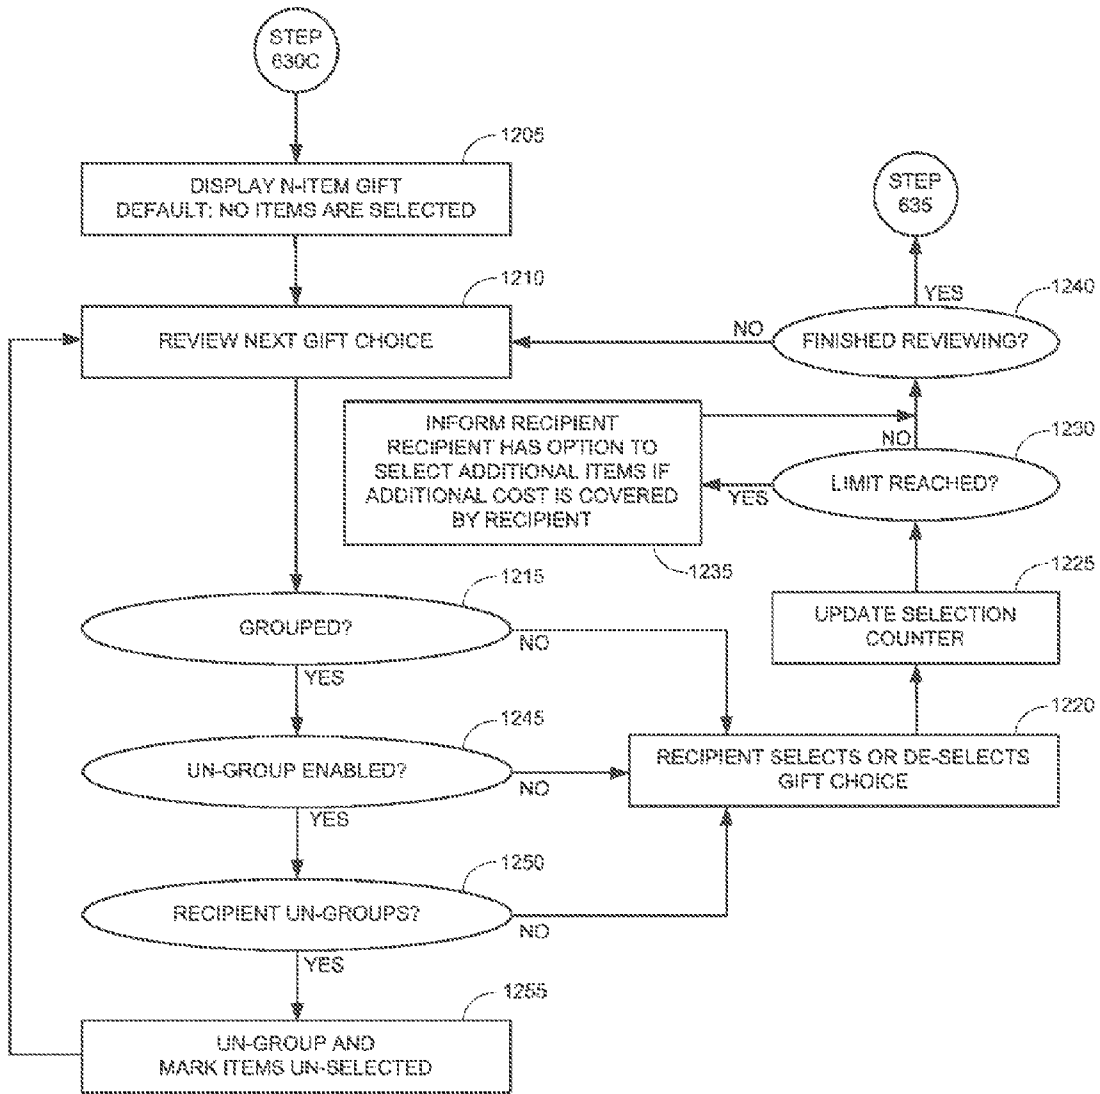 STEP
630C
1205
DISPLAY N-ITEM GIFT
DEFAULT: NO ITEMS ARE SELECTED
STEP
635
1210
REVIEW NEXT GIFT CHOICE
YES
1240
NO
FINISHED REVIEWING?
INFORM RECIPIENT
RECIPIENT HAS OPTION TO
SELECT ADDITIONAL ITEMS IF
ADDITIONAL COST IS COVERED
BY RECIPIENT
NO
1230
YES
LIMIT REACHED?
1235
1215
GROUPED?
NO
YES
1225
UPDATE SELECTION
COUNTER
1245
UN-GROUP ENABLED?
NO
YES
1220
RECIPIENT SELECTS OR DE-SELECTS
GIFT CHOICE
1250
RECIPIENT UN-GROUPS?
NO
YES
1255
UN-GROUP AND
MARK ITEMS UN-SELECTED